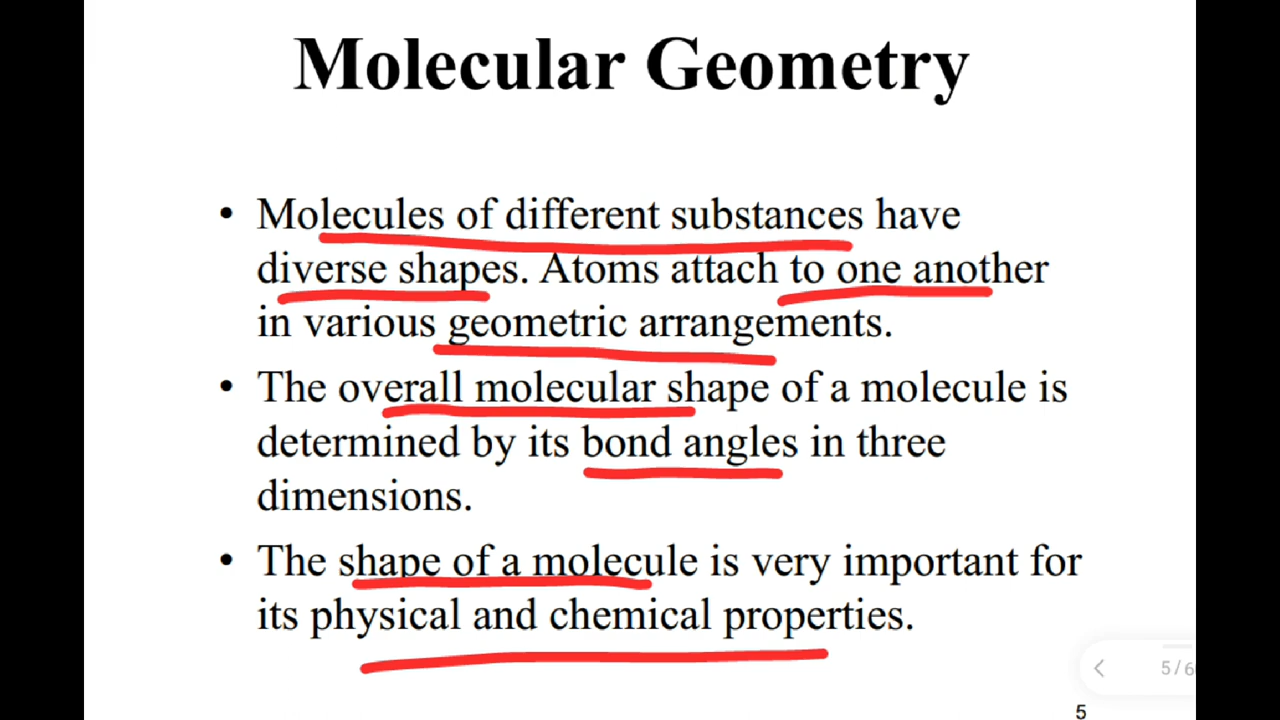 Molecular Geometry
• Molecules of different substances have
diverse shapes. Atoms attach to one another
in various geometric arrangements.
• The overall molecular shape of a molecule is
determined by its bond angles in three
dimensions.
• The shape of a molecule is very important for
its physical and chemical properties.
5/6
5